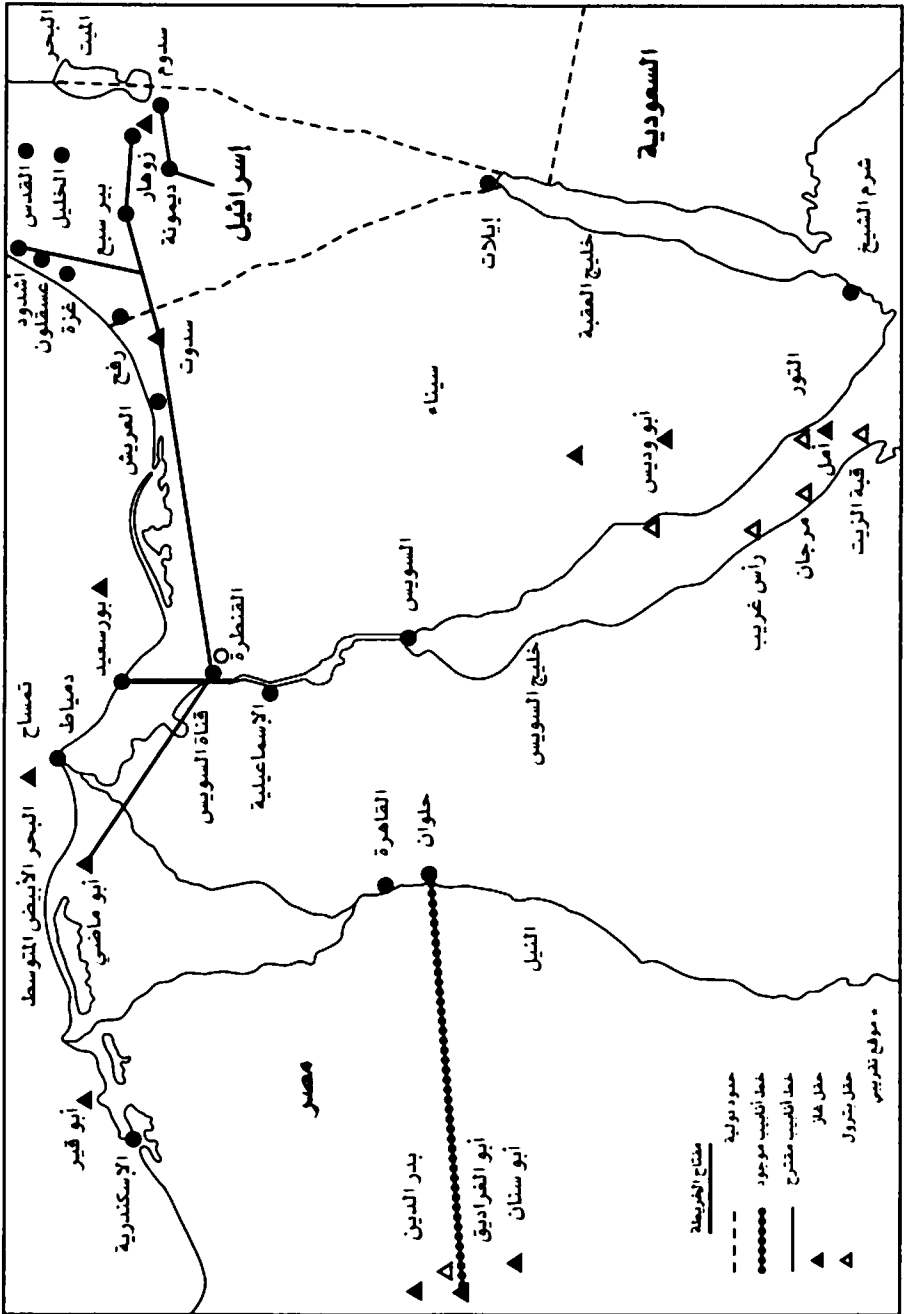 البحر
الميت
سدوم
زوهار
ديمونة
بير سبع
القدس
الخليل
إسرائيل
اشدود
عسقلون
غزة
رفح
سدوت
العريش
إيلات
خليج العقبة
السعودية
شرم الشيخ
سيناء
التور
أبو رديس
أمل
مرجان
قبة الزيت
رأس غريب
السويس
خليج السويس
القنطرة
بورسعيد
قناة السويس
الإسماعيلية
دمياط
تمساح
البحر الأبيض المتوسط
أبو ماضي
القاهرة
حلوان
النيل
مصر
أبو قير
الإسكندرية
بدر الدين
أبو الغراديق
أبو سنان
مفتاح الخريطة
حدود دولية
خط أنابيب موجود
خط أنابيب مقترح
حقل غاز
حقل بترول
* موقع تقريبي